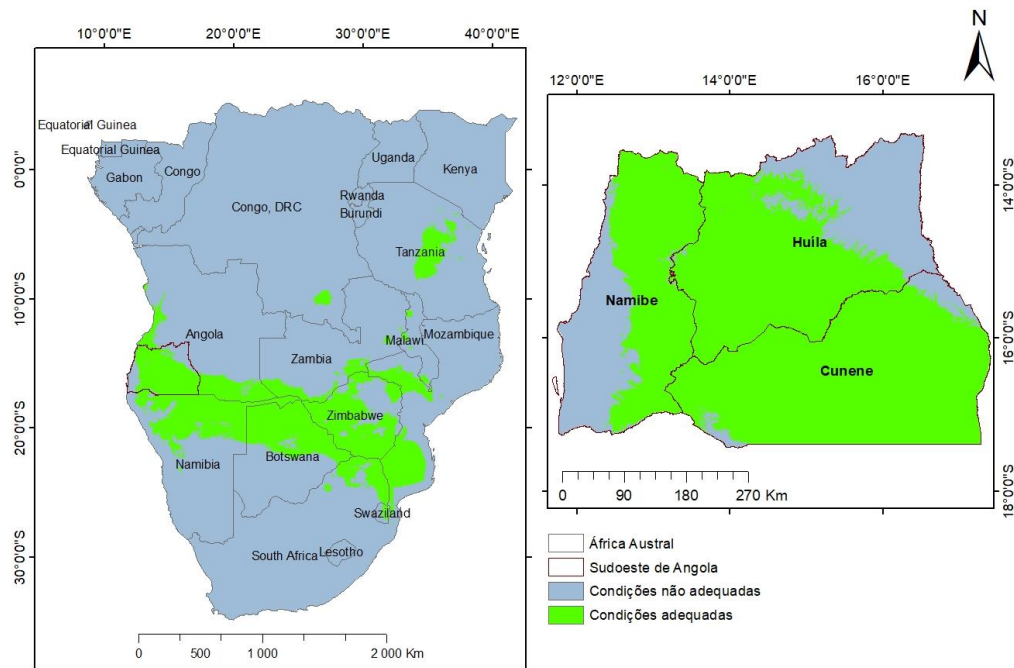 10°0'0"E 20°0'0"E 30°0'0"E 40°0'0"E
0°0'0"
10°0'0"S
20°0'0"S
30°0'0"S
Equatorial Guinea
Equatorial Guinea
Gabon
Congo
Congo, DRC
Uganda
Kenya
Rwanda
Burundi
Tanzania
Angola
Zambia
Malawi
Mozambique
Zimbabwe
Namibia
Botswana
Swaziland
South Africa
Lesotho
0 500 1 000 2 000 Km
N
12°0'0"E 14°0'0"E 16°0'0"E
14°0'0"S
16°0'0"S
18°0'0"S
Namibe
Huila
Cunene
0 90 180 270 Km
África Austral
Sudoeste de Angola
Condições não adequadas
Condições adequadas